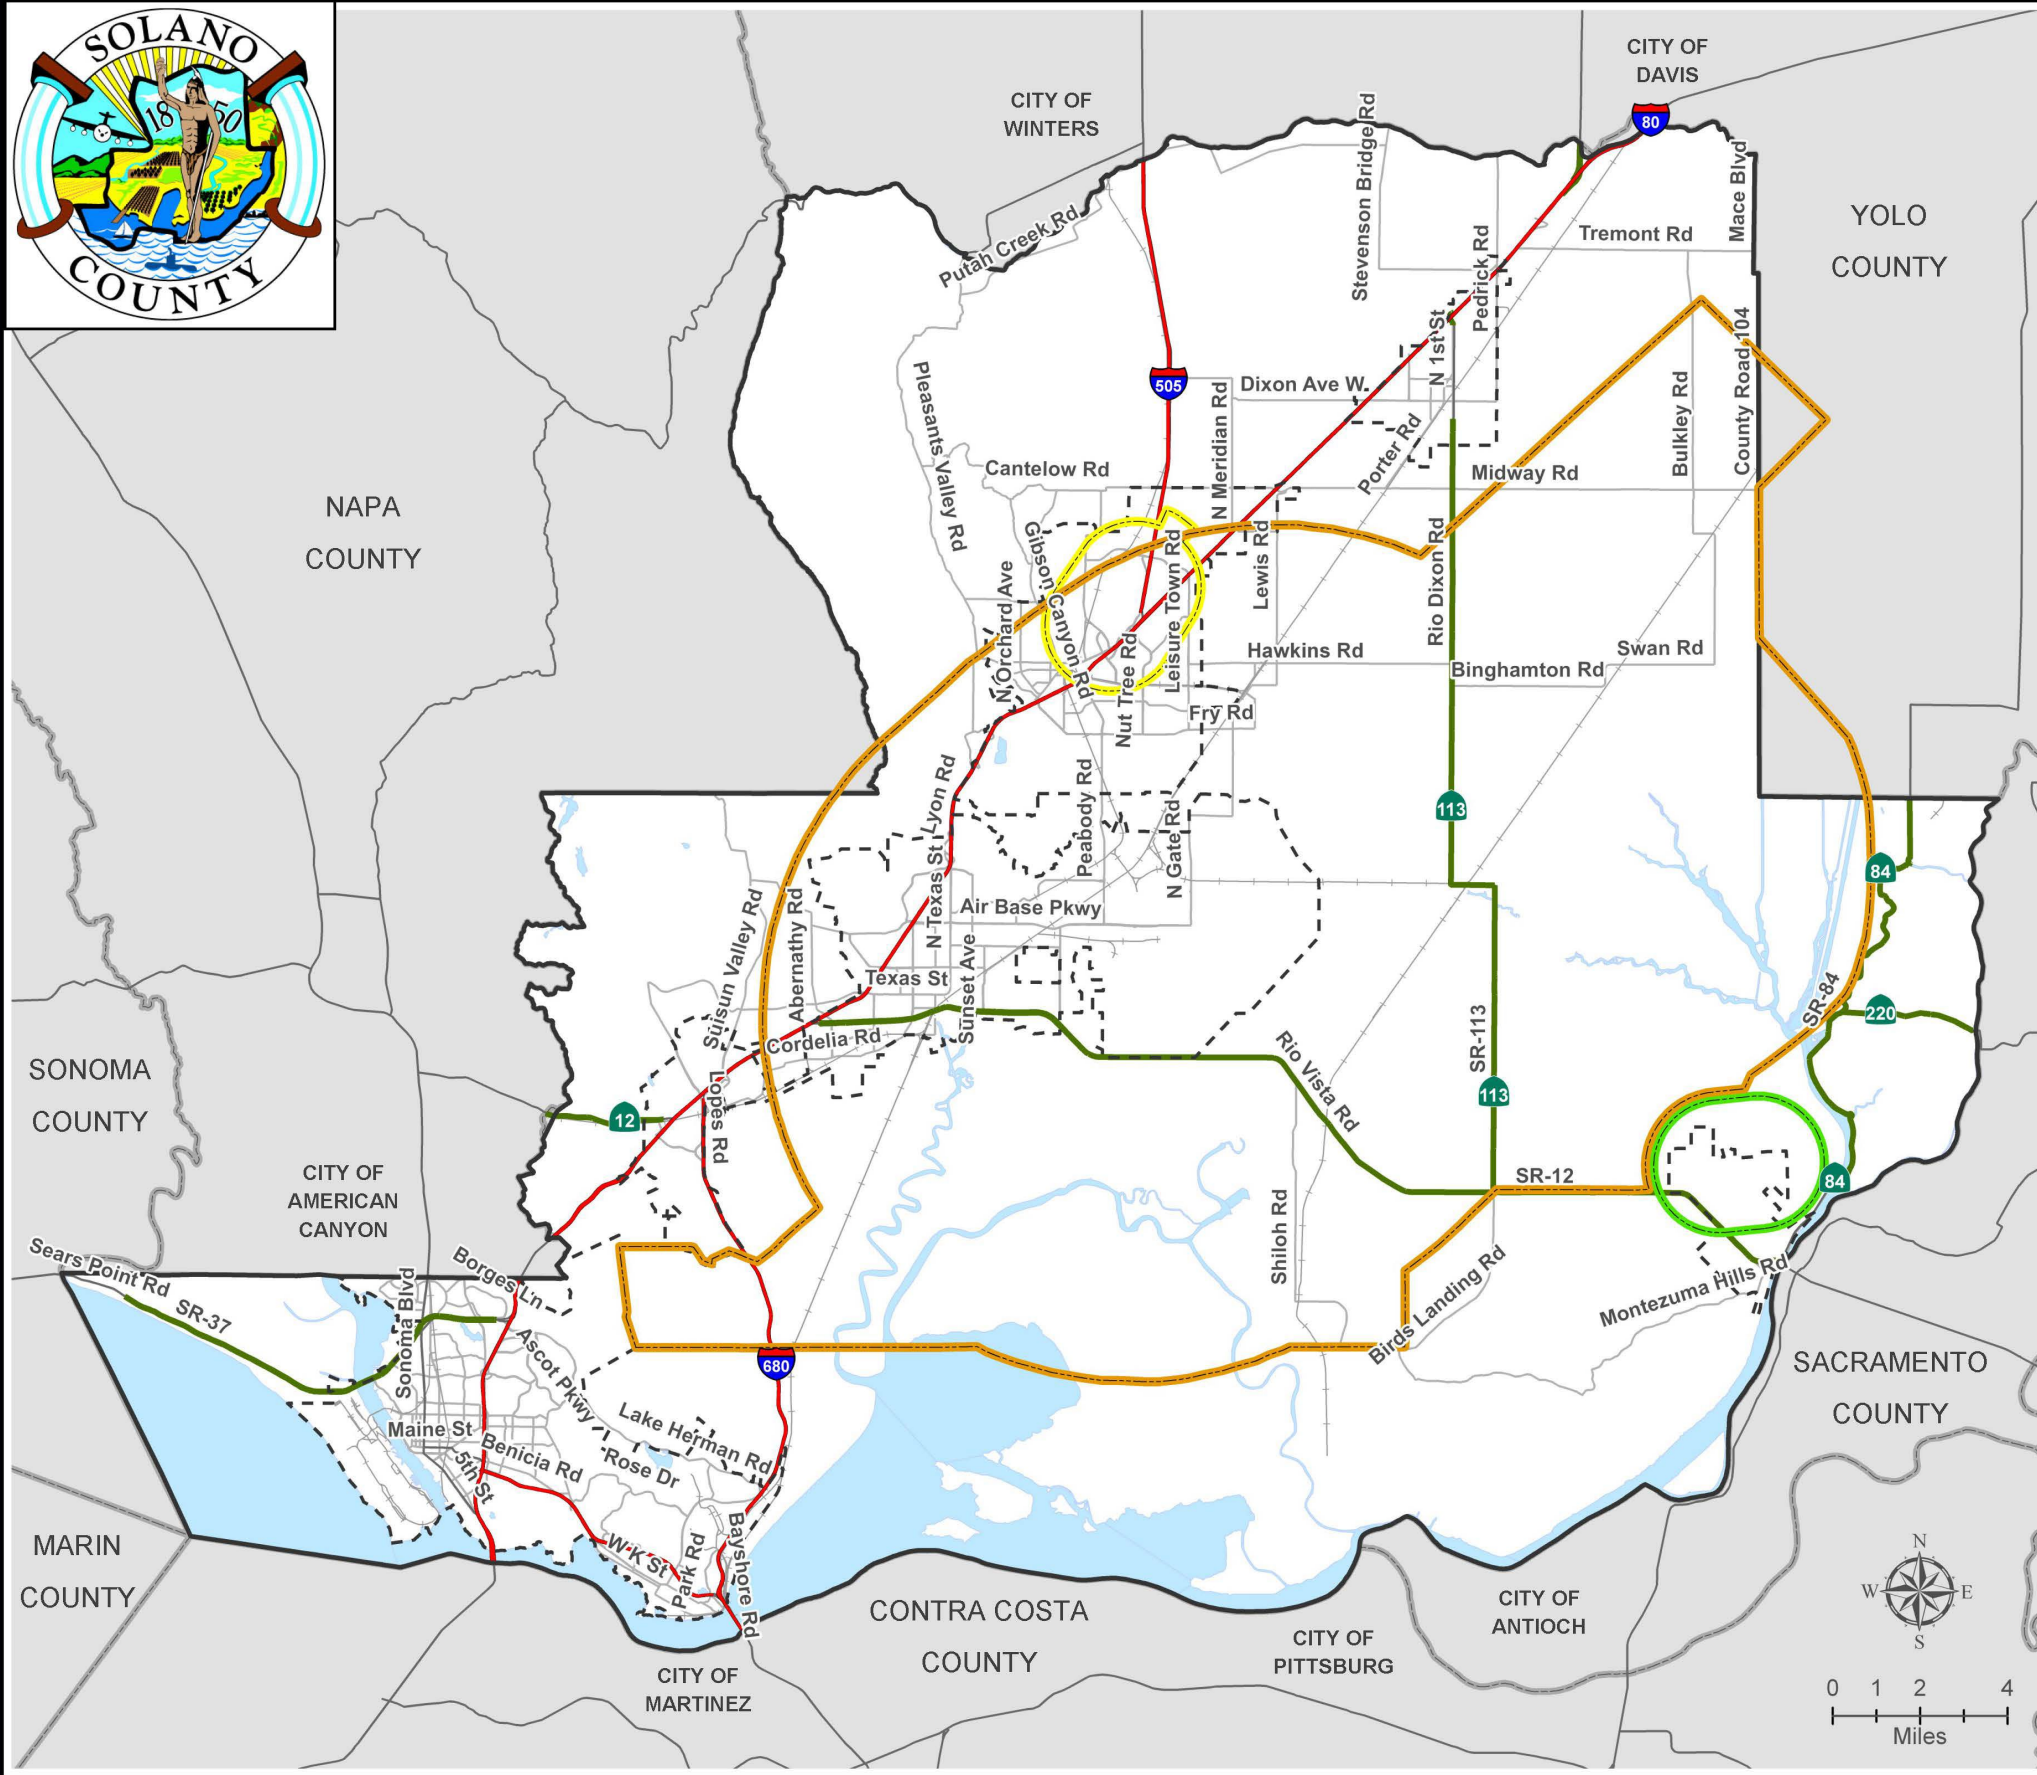 SOLANO
18 50
COUNTY
CITY OF
DAVIS
CITY OF
WINTERS
80
Stevenson Bridge Rd
Mace Blvd
YOLO
COUNTY
Putah Creek Rd
Pedrick Rd
Tremont Rd
N 1st St
County Road 104
505
Dixon Ave W
Pleasants Valley Rd
N Meridian Rd
Porter Rd
Bulkley Rd
Cantelow Rd
Midway Rd
NAPA
COUNTY
Gibson Canyon Rd
N Orchard Ave
Leisure Town Rd
Lewis Rd
Rio Dixon Rd
Hawkins Rd
Swan Rd
Binghamton Rd
Nut Tree Rd
Fry Rd
Lyon Rd
Peabody Rd
N Gate Rd
113
84
N Texas St
Air Base Pkwy
Suisun Valley Rd
Abernathy Rd
Texas St
Sunset Ave
SR-84
220
Cordelia Rd
Rio Vista Rd
SR-113
SONOMA
COUNTY
Lopes Rd
12
113
CITY OF
AMERICAN
CANYON
SR-12
84
Shiloh Rd
Sears Point Rd
SR-37
Sonoma Blvd
Borges Ln
Birds Landing Rd
Montezuma Hills Rd
680
Ascot Pkwy
SACRAMENTO
COUNTY
Maine St
Lake Herman Rd
Benicia Rd
Rose Dr
5th St
MARIN
COUNTY
W K St
Park Rd
Bayshore Rd
CONTRA COSTA
COUNTY
CITY OF
ANTIOCH
CITY OF
PITTSBURG
CITY OF
MARTINEZ
N
W E
S
0 1 2 4
Miles